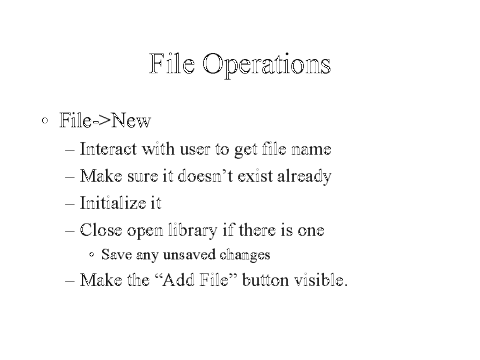 File Operations
◦ File->New
– Interact with user to get file name
– Make sure it doesn’t exist already
– Initialize it
– Close open library if there is one
◦ Save any unsaved changes
– Make the “Add File” button visible.